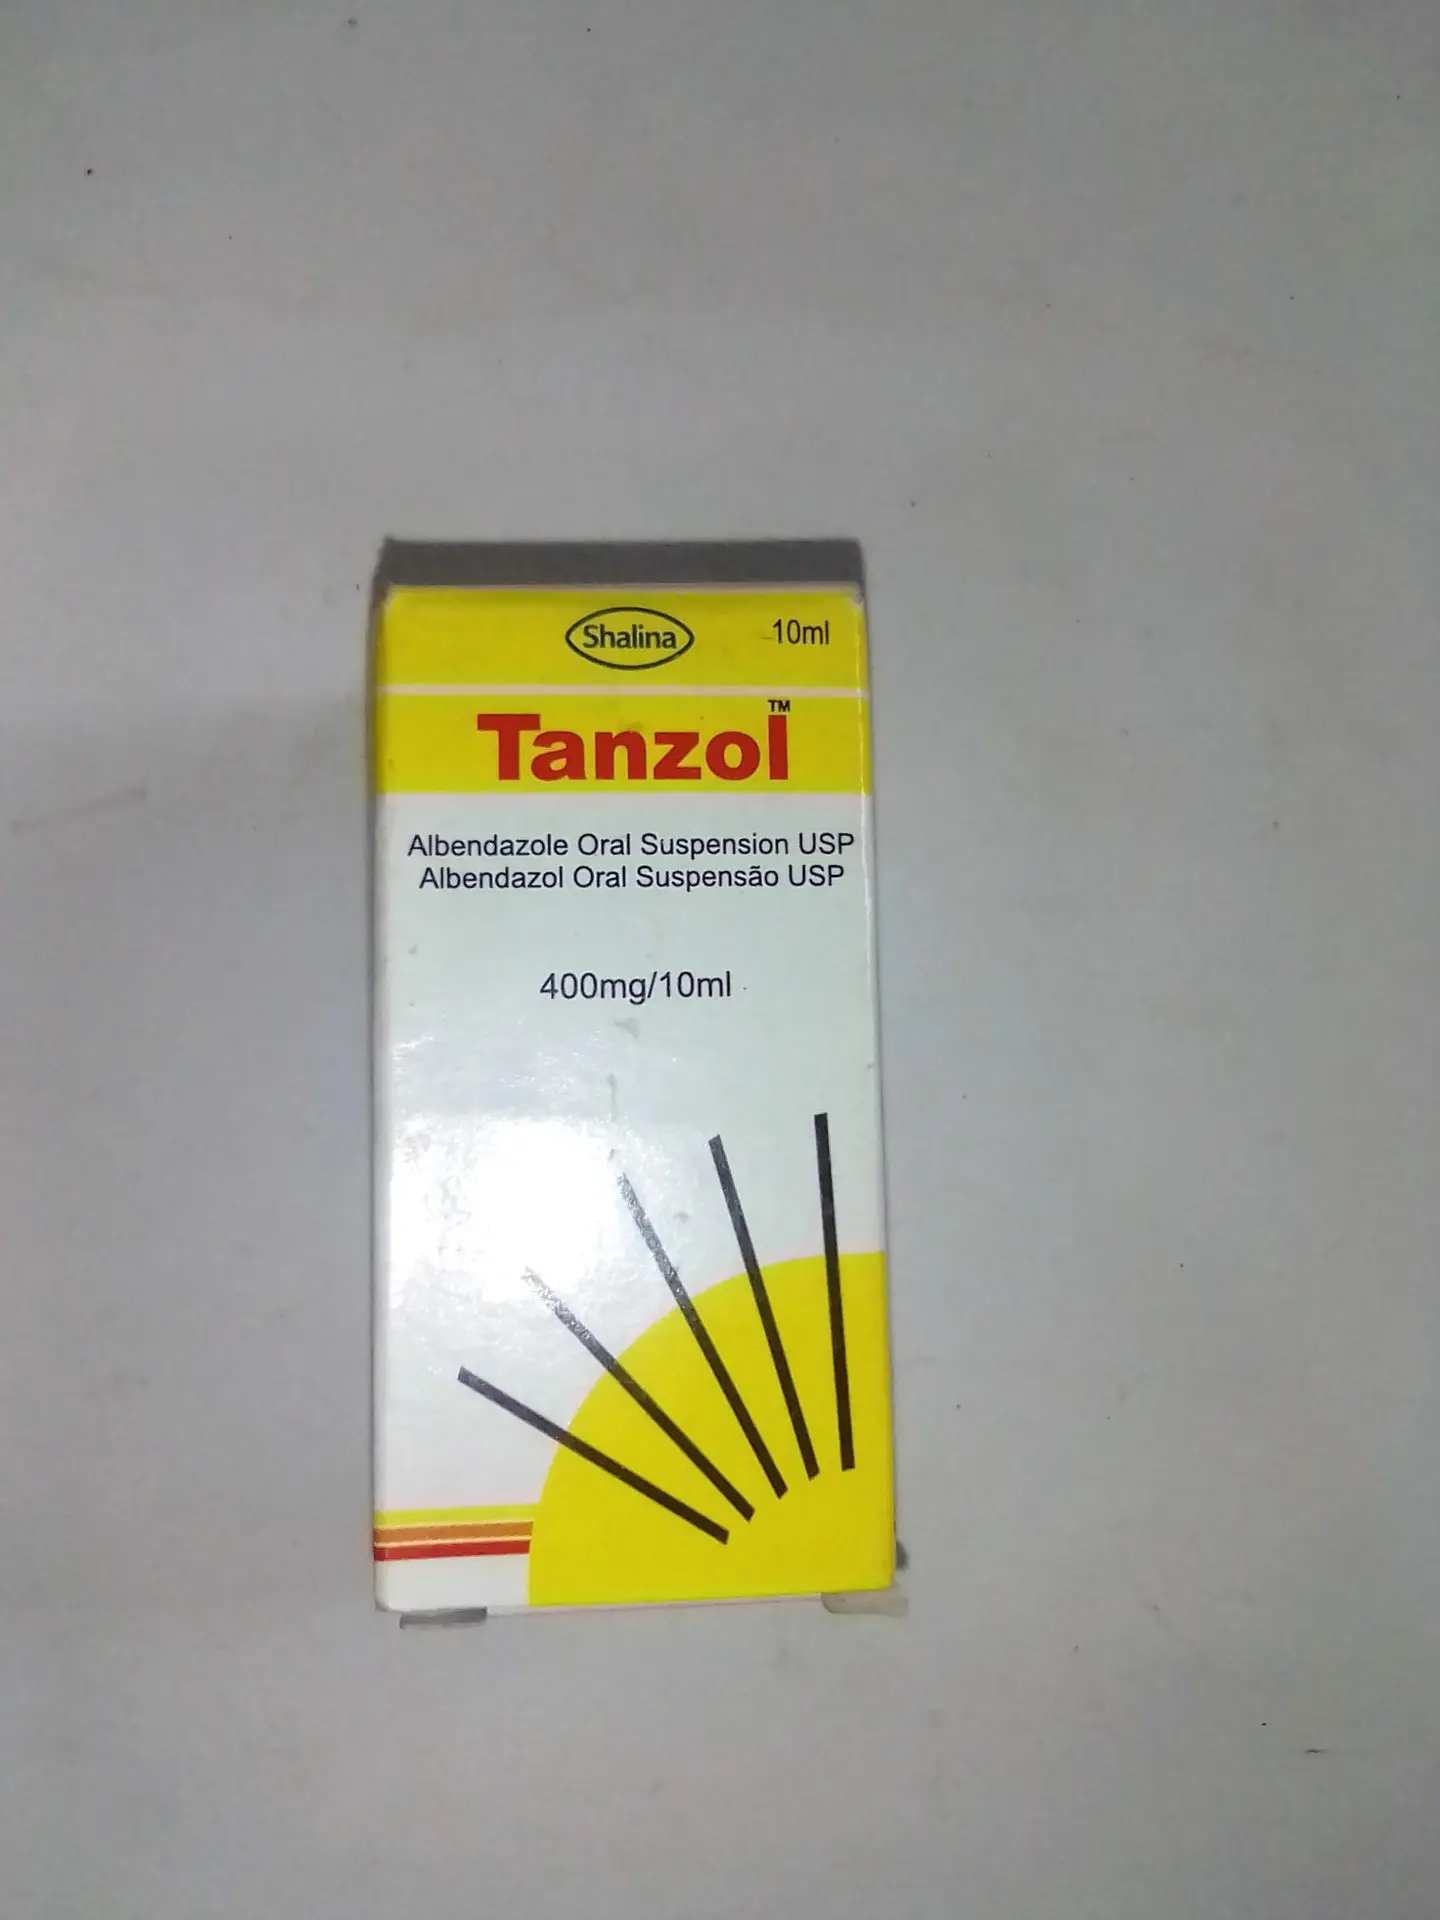 Shalina
10ml
Tanzol™
Albendazole Oral Suspension USP
Albendazol Oral Suspensão USP
400mg/10ml